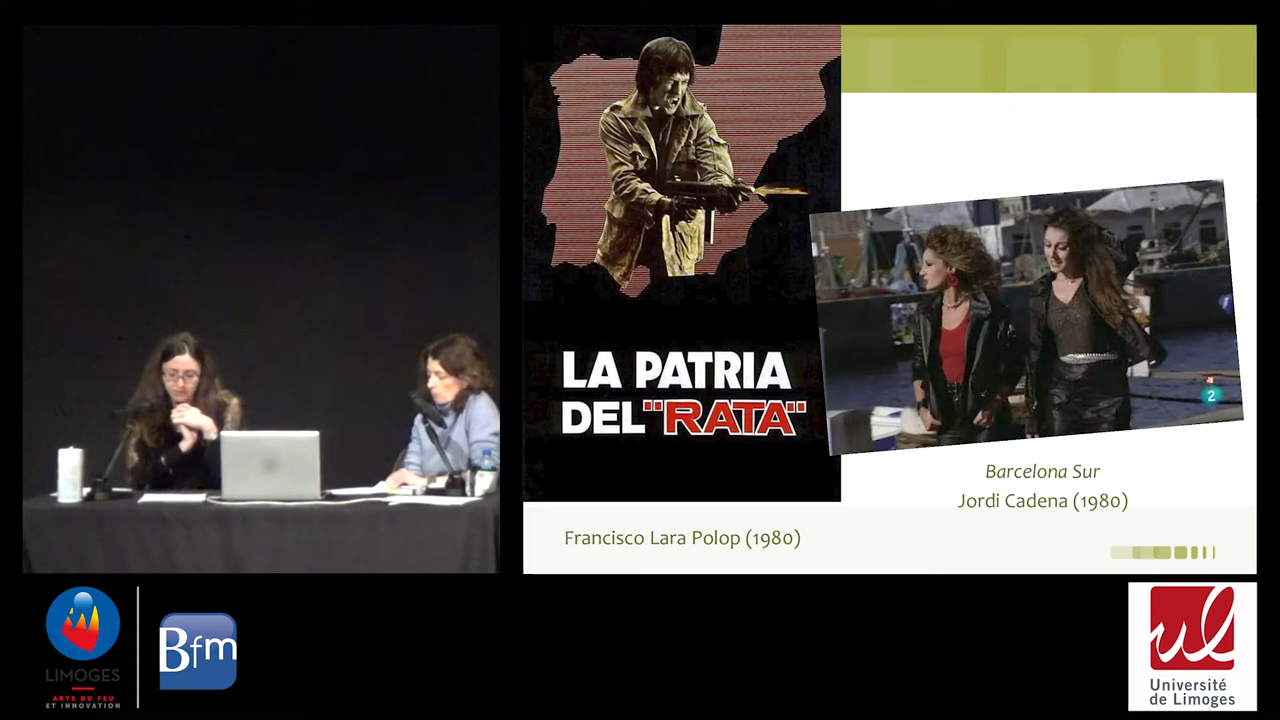 LA PATRIA
DEL "RATA"
2
Barcelona Sur
Jordi Cadena (1980)
Francisco Lara Polop (1980)
LIMOGES
ARTS DU FEU
ET INNOVATION
Bfm
ul
Université
de Limoges